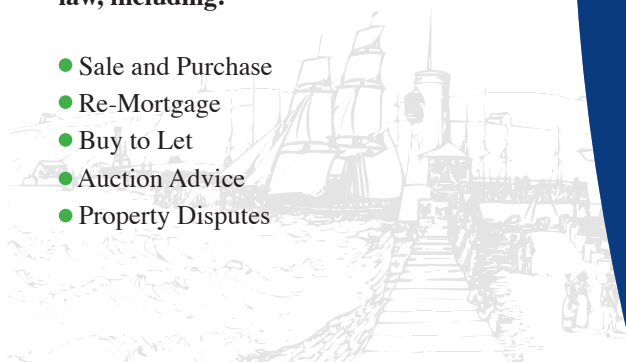 law, including:
Sale and Purchase
Re-Mortgage
Buy to Let
Auction Advice
Property Disputes